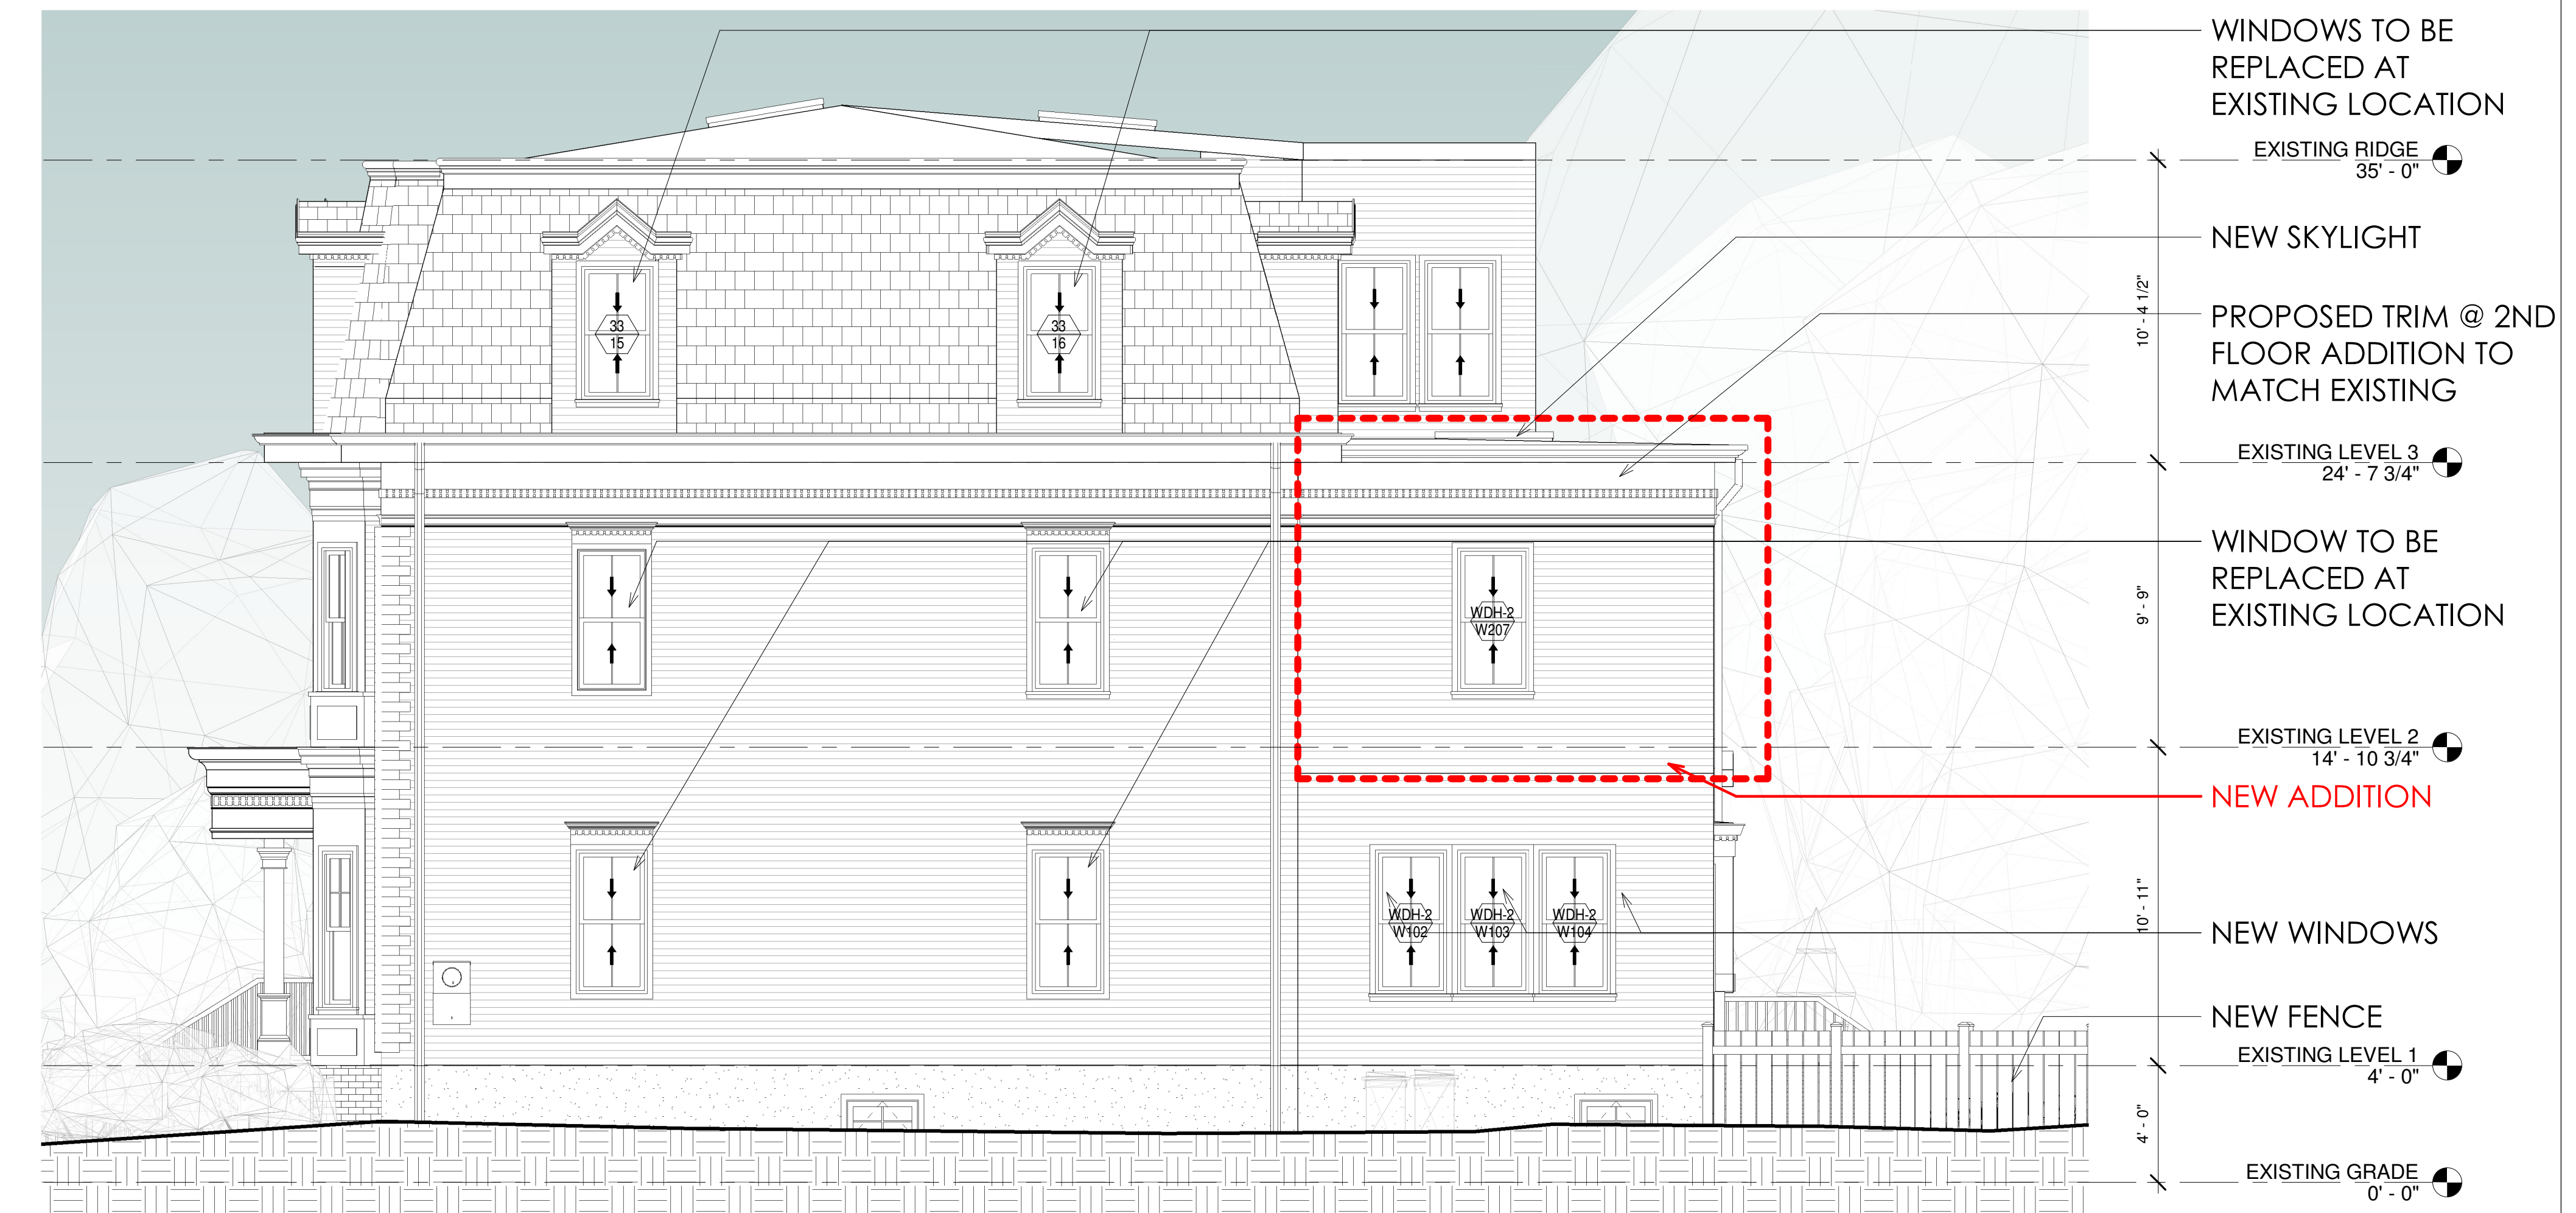 WINDOWS TO BE
REPLACED AT
EXISTING LOCATION
EXISTING RIDGE
35' - 0"
NEW SKYLIGHT
10' - 4 1/2"
PROPOSED TRIM @ 2ND
FLOOR ADDITION TO
MATCH EXISTING
33
15
33
16
EXISTING LEVEL 3
24' - 7 3/4"
WINDOW TO BE
REPLACED AT
EXISTING LOCATION
9' - 9"
WDH-2
W207
EXISTING LEVEL 2
14' - 10 3/4"
NEW ADDITION
10' - 11"
WDH-2
W102
WDH-2
W103
WDH-2
W104
NEW WINDOWS
NEW FENCE
EXISTING LEVEL 1
4' - 0"
4' - 0"
EXISTING GRADE
0' - 0"